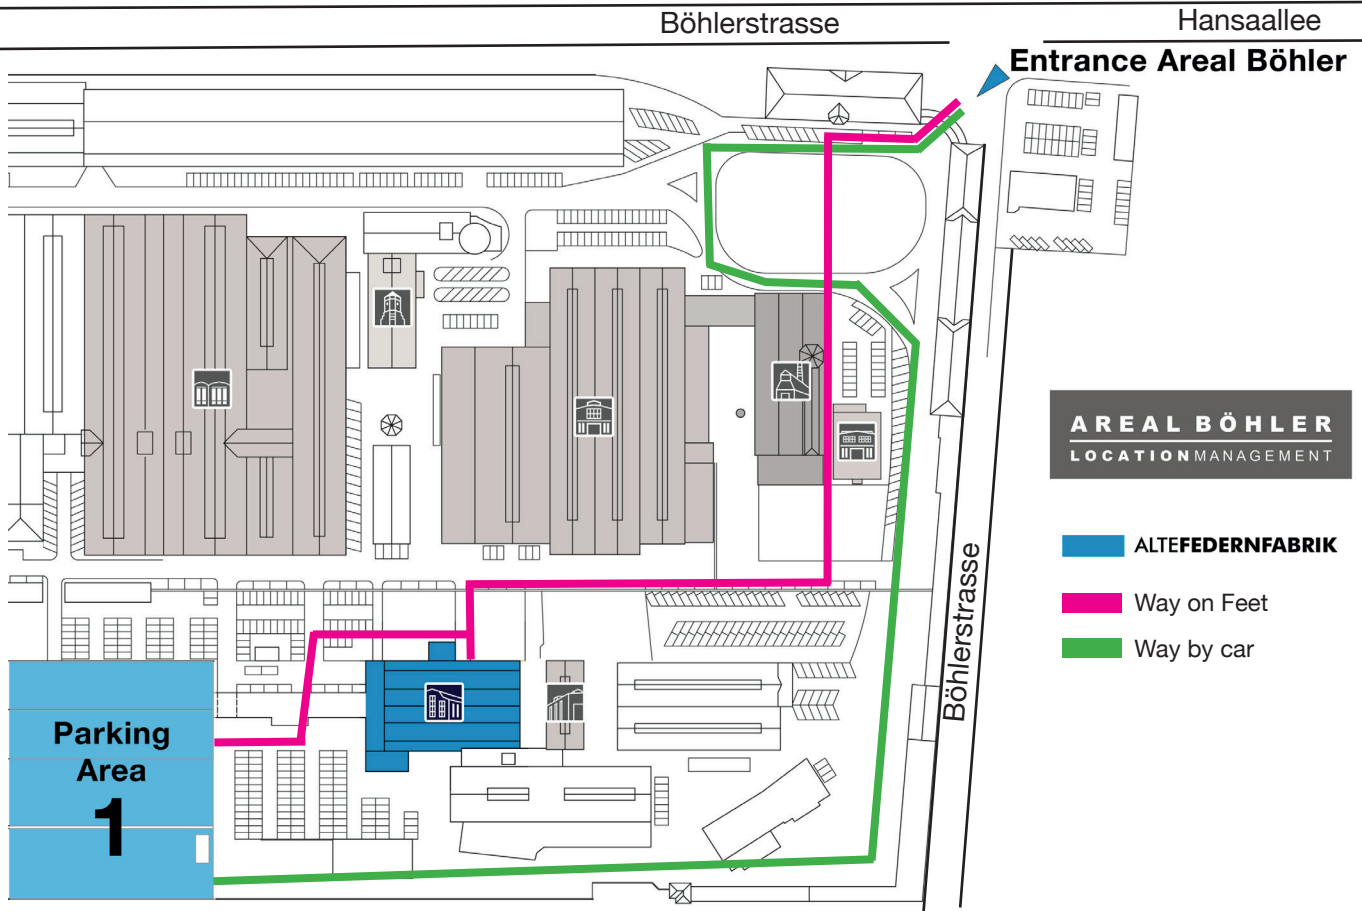 Böhlerstrasse
Hansaallee
Entrance Areal Böhler
AREAL BÖHLER
LOCATIONMANAGEMENT
ALTEFEDERNFABRIK
Way on Feet
Way by car
Böhlerstrasse
Parking
Area
1